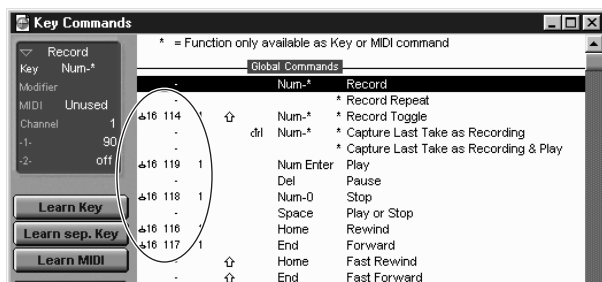 Key Commands
Record
Key Num-*
Modifier
MIDI Unused
Channel 1
-1- 90
-2- off
Learn Key
Learn sep. Key
Learn MIDI
* = Function only available as Key or MIDI command
Global Commands
- Num-* Record
- * Record Repeat
16 114 1 ⇧ Num-* * Record Toggle
- ctrl Num-* * Capture Last Take as Recording
- * Capture Last Take as Recording & Play
16 119 1 Num Enter Play
- Del Pause
16 118 1 Num-0 Stop
- Space Play or Stop
16 116 1 Home Rewind
16 117 1 End Forward
- ⇧ Home Fast Rewind
- ⇧ End Fast Forward